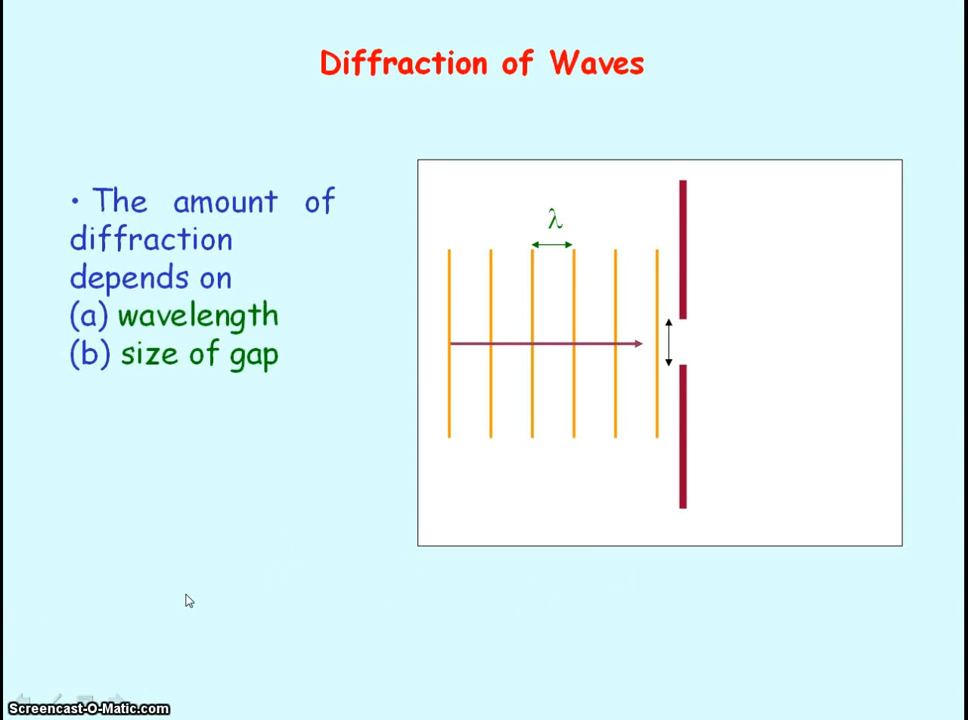 Diffraction of Waves
• The amount of
diffraction
depends on
(a) wavelength
(b) size of gap
λ
Screencast-O-Matic.com